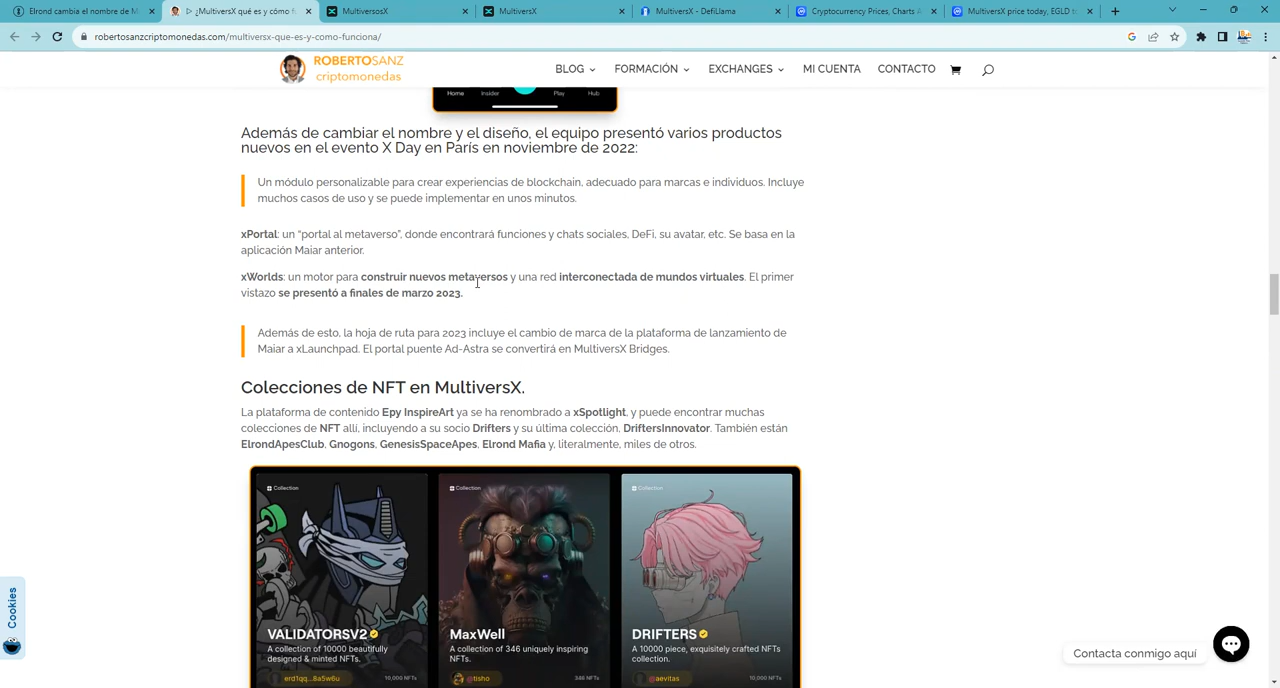 Elrond cambia el nombre de M
▷ ¿MultiversX qué es y cómo f
MultiversosX
MultiversX
MultiversX - DefiLlama
Cryptocurrency Prices, Charts A
MultiversX price today, EGLD to
robertosanzcriptomonedas.com/multiversx-que-es-y-como-funciona/
ROBERTOSANZ
criptomonedas
BLOG
FORMACIÓN
EXCHANGES
MI CUENTA
CONTACTO
Home
Insider
Play
Hub
Además de cambiar el nombre y el diseño, el equipo presentó varios productos
nuevos en el evento X Day en París en noviembre de 2022:
Un módulo personalizable para crear experiencias de blockchain, adecuado para marcas e individuos. Incluye
muchos casos de uso y se puede implementar en unos minutos.
xPortal: un “portal al metaverso”, donde encontrará funciones y chats sociales, DeFi, su avatar, etc. Se basa en la
aplicación Maiar anterior.
xWorlds: un motor para construir nuevos metaversos y una red interconectada de mundos virtuales. El primer
vistazo se presentó a finales de marzo 2023.
Además de esto, la hoja de ruta para 2023 incluye el cambio de marca de la plataforma de lanzamiento de
Maiar a xLaunchpad. El portal puente Ad-Astra se convertirá en MultiversX Bridges.
Colecciones de NFT en MultiversX.
La plataforma de contenido Epy InspireArt ya se ha renombrado a xSpotlight, y puede encontrar muchas
colecciones de NFT allí, incluyendo a su socio Drifters y su última colección, DriftersInnovator. También están
ElrondApesClub, Gnogons, GenesisSpaceApes, Elrond Mafia y, literalmente, miles de otros.
Collection
Collection
Collection
VALIDATORSV2
A collection of 10000 beautifully
designed & minted NFTs.
erd1qq...8a5w6u
10,000 NFTs
MaxWell
A collection of 346 uniquely inspiring
NFTs.
@tisho
346 NFTs
DRIFTERS
A 10000 piece, exquisitely crafted NFTs
collection.
@aevitas
10,000 NFTs
Cookies
Contacta conmigo aquí